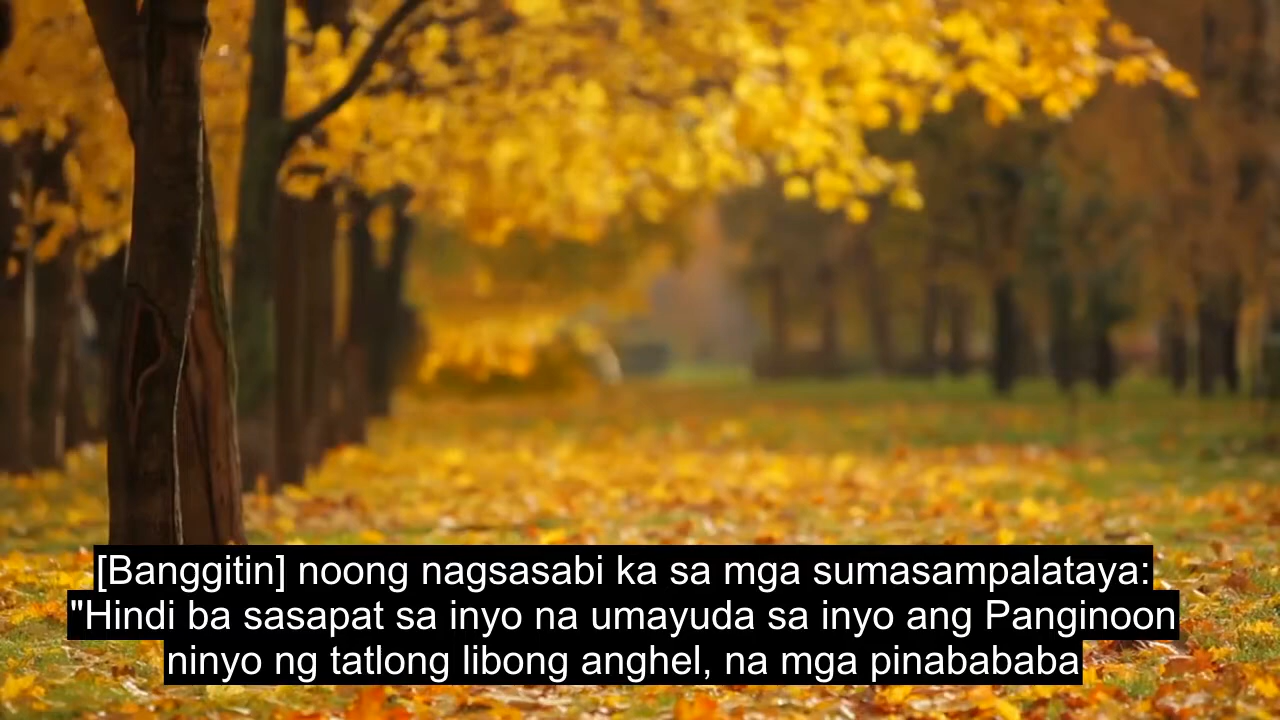 [Banggitin] noong nagsasabi ka sa mga sumasampalataya:
"Hindi ba sasapat sa inyo na umayuda sa inyo ang Panginoon
ninyo ng tatlong libong anghel, na mga pinabababa